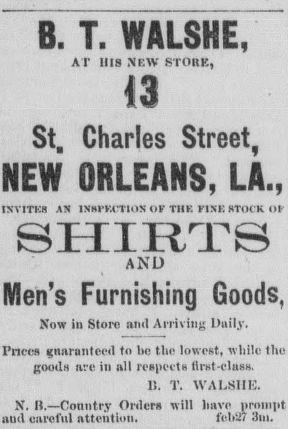 B. T. WALSHE,
AT HIS NEW STORE,
13
St. Charles Street,
NEW ORLEANS, LA.,
INVITES AN INSPECTION OF THE FINE STOCK OF
SHIRTS
AND
Men's Furnishing Goods,
Now in Store and Arriving Daily.
Prices guaranteed to be the lowest, while the
goods are in all respects first-class.
B. T. WALSHE.
N. B.—Country Orders will have prompt
and careful attention. feb27 3m.